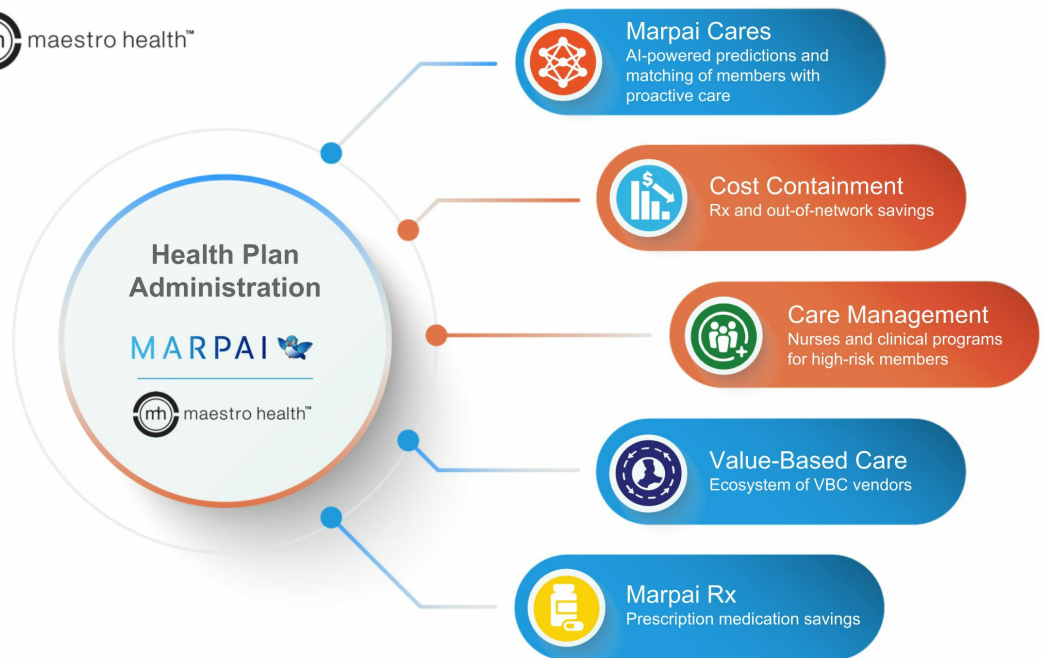 mh maestro health™
Marpai Cares
AI-powered predictions and
matching of members with
proactive care
Cost Containment
Rx and out-of-network savings
$
Health Plan
Administration
MARPAI
mh maestro health™
Care Management
Nurses and clinical programs
for high-risk members
Value-Based Care
Ecosystem of VBC vendors
Marpai Rx
Prescription medication savings